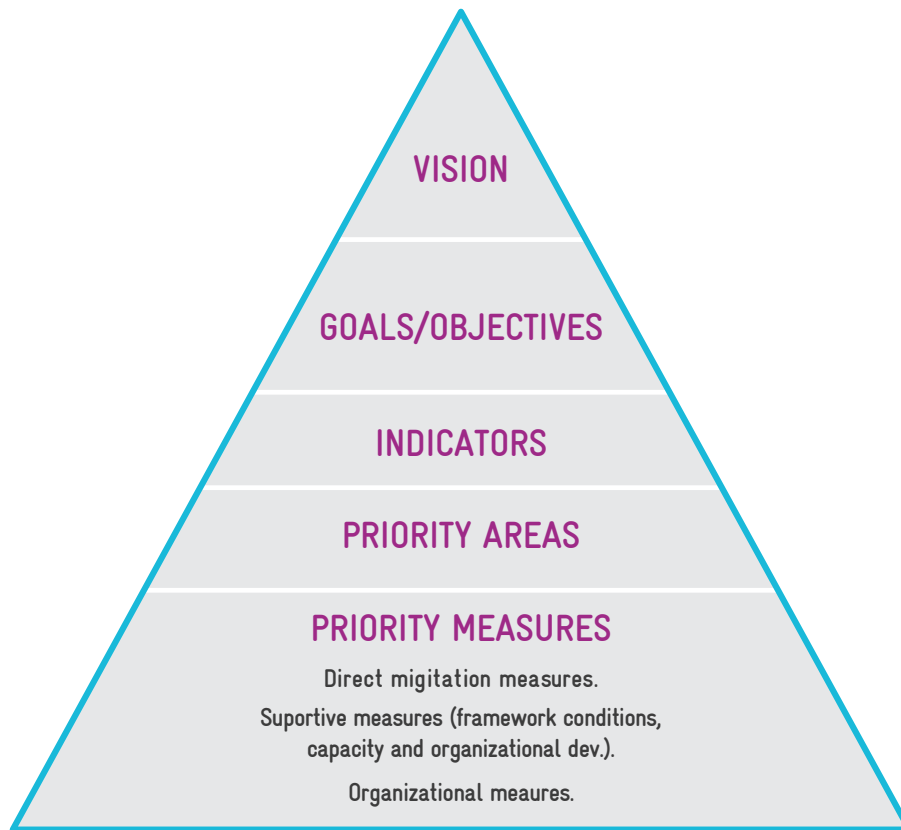 VISION
GOALS/OBJECTIVES
INDICATORS
PRIORITY AREAS
PRIORITY MEASURES
Direct migitation measures.
Suportive measures (framework conditions,
capacity and organizational dev.).
Organizational meaures.